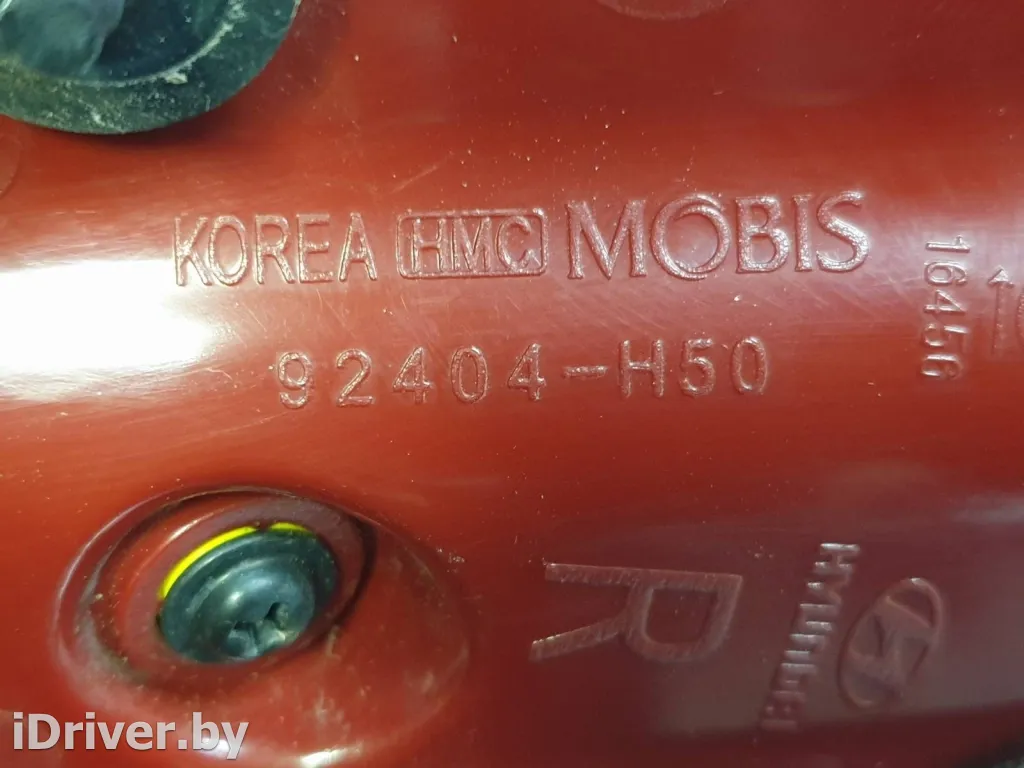 KOREA HMC MOBIS
92404-H50
16456
R
HYUNDAI
iDriver.by